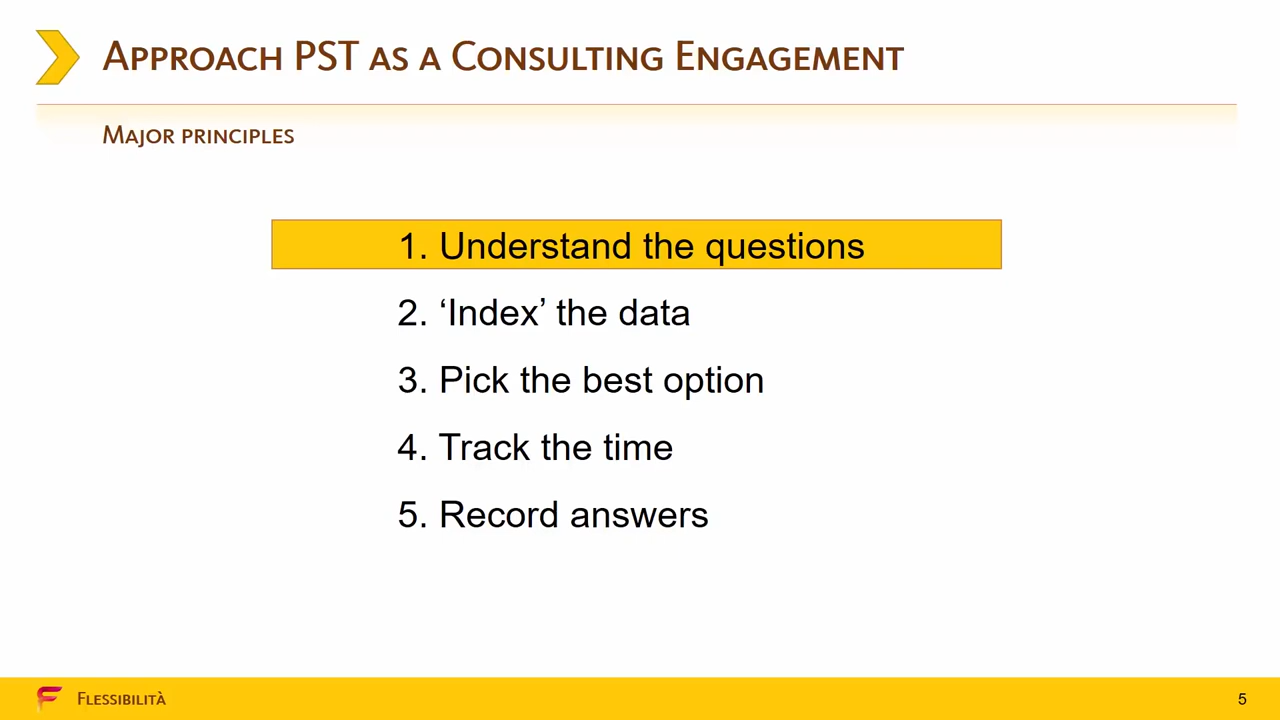 Approach PST as a Consulting Engagement
Major principles
1. Understand the questions
2. ‘Index’ the data
3. Pick the best option
4. Track the time
5. Record answers
Flessibilità
5